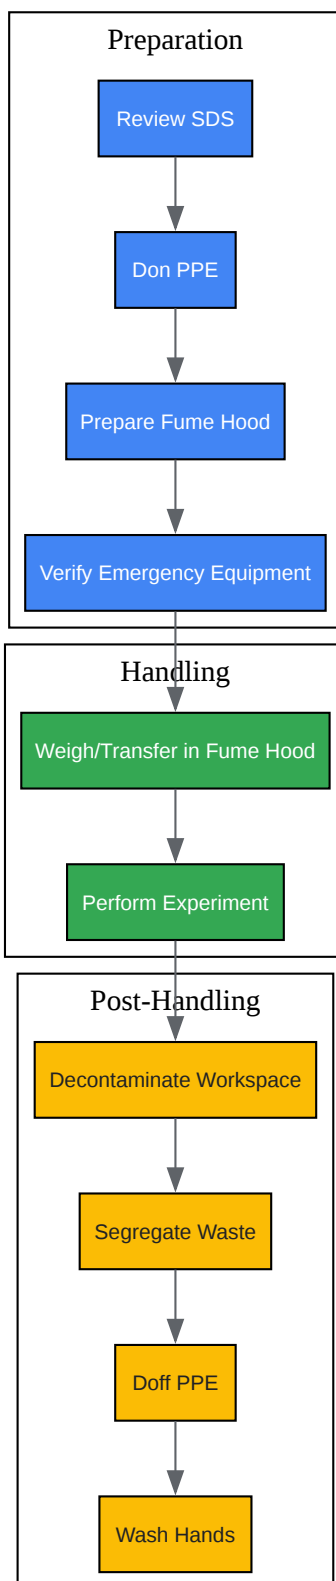 Preparation
Review SDS
Don PPE
Prepare Fume Hood
Verify Emergency Equipment
Handling
Weigh/Transfer in Fume Hood
Perform Experiment
Post-Handling
Decontaminate Workspace
Segregate Waste
Doff PPE
Wash Hands